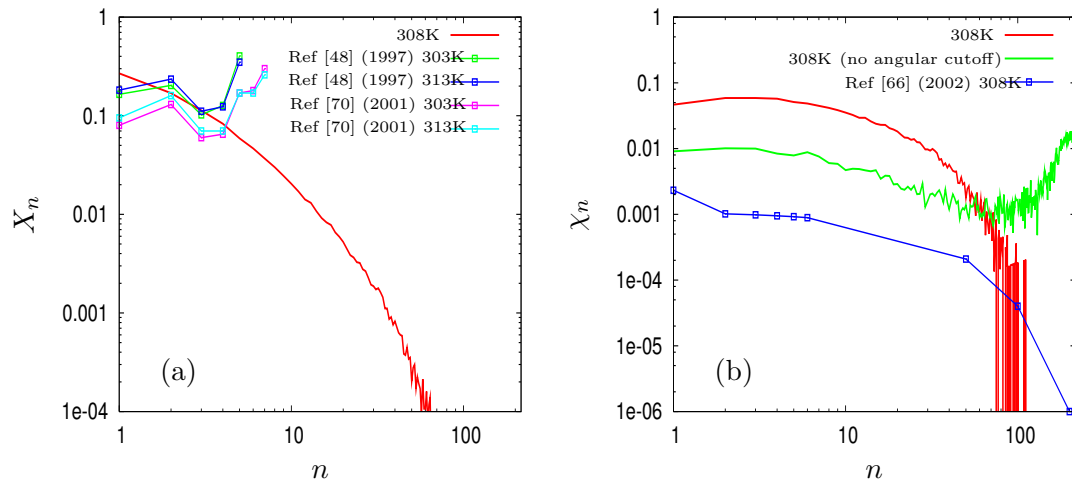 1
0.1
0.01
0.001
1e-04
X_n
308K
Ref [48] (1997) 303K
Ref [48] (1997) 313K
Ref [70] (2001) 303K
Ref [70] (2001) 313K
(a)
1 10 100
n
1
0.1
0.01
0.001
1e-04
1e-05
1e-06
χ_n
308K
308K (no angular cutoff)
Ref [66] (2002) 308K
(b)
1 10 100
n